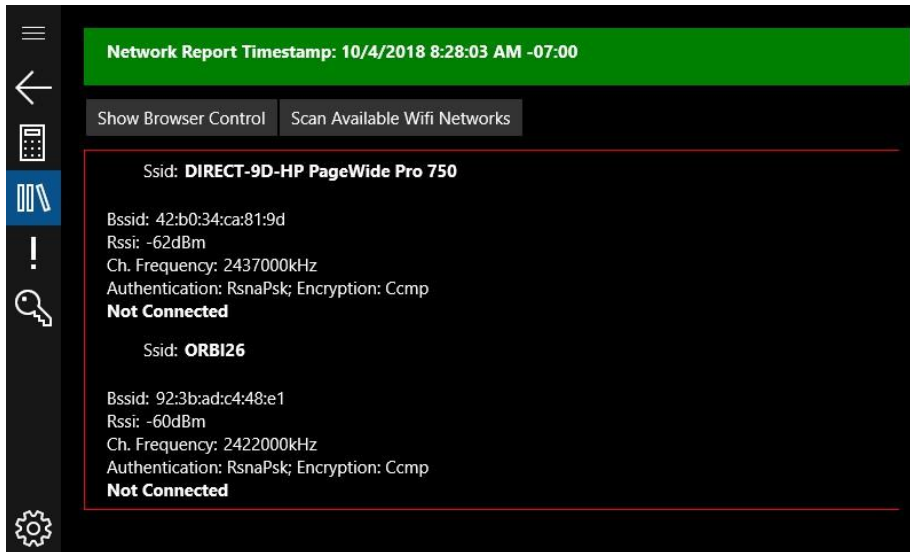 Network Report Timestamp: 10/4/2018 8:28:03 AM -07:00
Show Browser Control Scan Available Wifi Networks
Ssid: DIRECT-9D-HP PageWide Pro 750
Bssid: 42:b0:34:ca:81:9d
Rssi: -62dBm
Ch. Frequency: 2437000kHz
Authentication: RsnaPsk; Encryption: Ccmp
Not Connected
Ssid: ORBI26
Bssid: 92:3b:ad:c4:48:e1
Rssi: -60dBm
Ch. Frequency: 2422000kHz
Authentication: RsnaPsk; Encryption: Ccmp
Not Connected